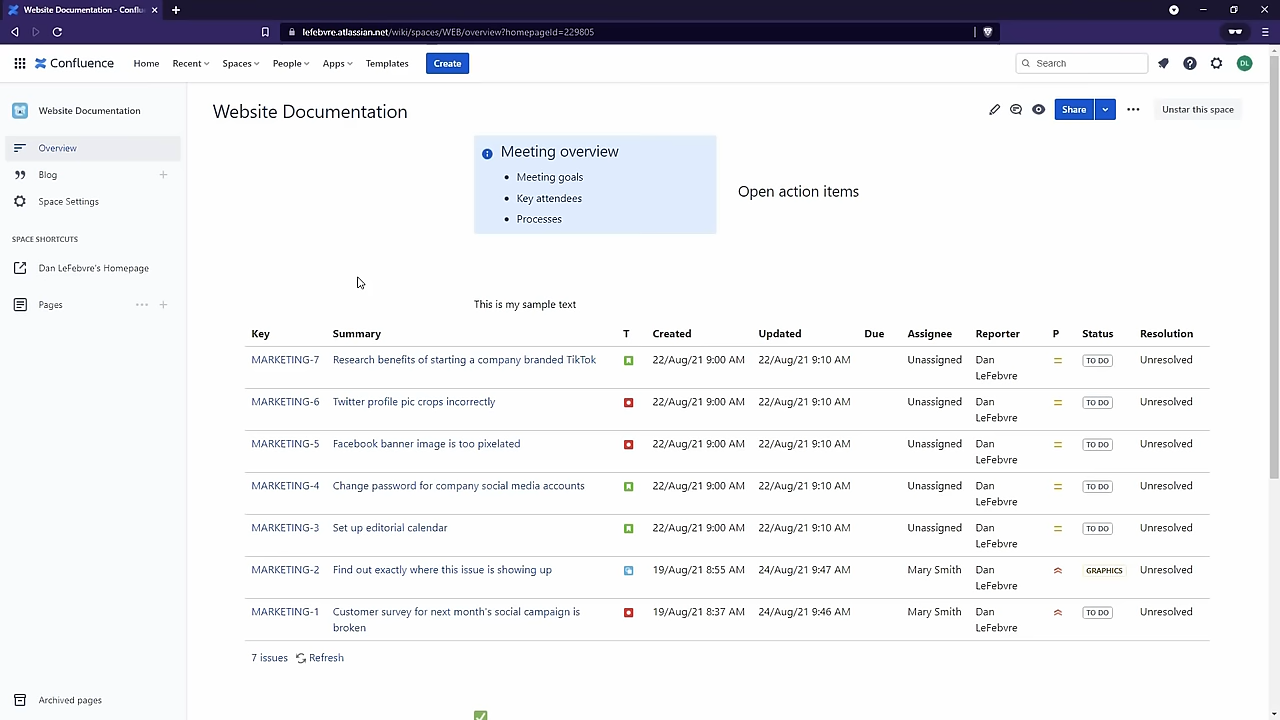 Website Documentation - Conflu
lefebvre.atlassian.net/wiki/spaces/WEB/overview?homepageId=229805
Confluence Home Recent Spaces People Apps Templates Create Search DL
Website Documentation
Overview
Blog
Space Settings
SPACE SHORTCUTS
Dan LeFebvre's Homepage
Pages
Archived pages
Website Documentation
Share
Unstar this space
Meeting overview
• Meeting goals
• Key attendees
• Processes
Open action items
This is my sample text
Key Summary T Created Updated Due Assignee Reporter P Status Resolution
MARKETING-7 Research benefits of starting a company branded TikTok 22/Aug/21 9:00 AM 22/Aug/21 9:10 AM Unassigned Dan LeFebvre TO DO Unresolved
MARKETING-6 Twitter profile pic crops incorrectly 22/Aug/21 9:00 AM 22/Aug/21 9:10 AM Unassigned Dan LeFebvre TO DO Unresolved
MARKETING-5 Facebook banner image is too pixelated 22/Aug/21 9:00 AM 22/Aug/21 9:10 AM Unassigned Dan LeFebvre TO DO Unresolved
MARKETING-4 Change password for company social media accounts 22/Aug/21 9:00 AM 22/Aug/21 9:10 AM Unassigned Dan LeFebvre TO DO Unresolved
MARKETING-3 Set up editorial calendar 22/Aug/21 9:00 AM 22/Aug/21 9:10 AM Unassigned Dan LeFebvre TO DO Unresolved
MARKETING-2 Find out exactly where this issue is showing up 19/Aug/21 8:55 AM 24/Aug/21 9:47 AM Mary Smith Dan LeFebvre GRAPHICS Unresolved
MARKETING-1 Customer survey for next month's social campaign is broken 19/Aug/21 8:37 AM 24/Aug/21 9:46 AM Mary Smith Dan LeFebvre TO DO Unresolved
7 issues Refresh